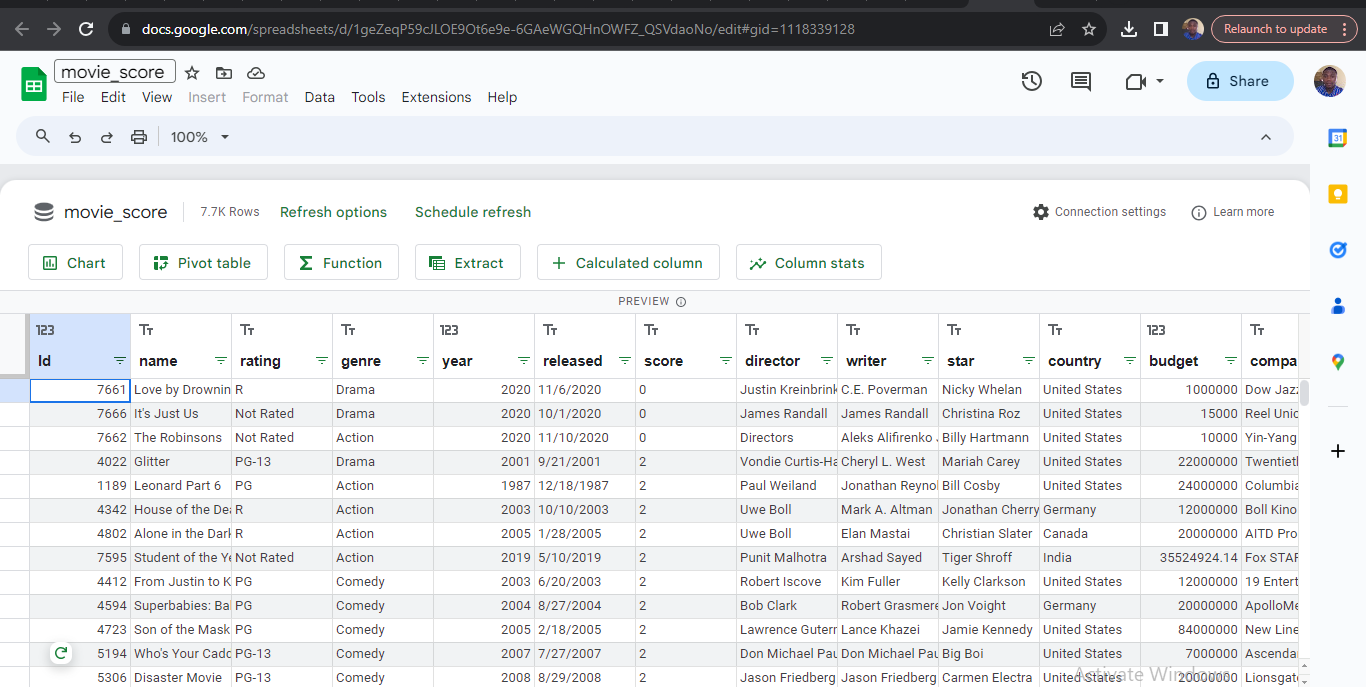 docs.google.com/spreadsheets/d/1geZeqP59cJLOE9Ot6e9e-6GAeWGQHnOWFZ_QSVdaoNo/edit#gid=1118339128 Relaunch to update
movie_score
File Edit View Insert Format Data Tools Extensions Help
Share
100%
31
movie_score 7.7K Rows Refresh options Schedule refresh Connection settings Learn more
Chart Pivot table Function Extract Calculated column Column stats
PREVIEW
123 Tт Tт Tт 123 Tт Tт Tт Tт Tт Tт 123 Tт
Id name rating genre year released score director writer star country budget compa
7661 Love by Drownin R Drama 2020 11/6/2020 0 Justin Kreinbrink C.E. Poverman Nicky Whelan United States 1000000 Dow Jazz
7666 It's Just Us Not Rated Drama 2020 10/1/2020 0 James Randall James Randall Christina Roz United States 15000 Reel Unic
7662 The Robinsons Not Rated Action 2020 11/10/2020 0 Directors Aleks Alifirenko J Billy Hartmann United States 10000 Yin-Yang
4022 Glitter PG-13 Drama 2001 9/21/2001 2 Vondie Curtis-Ha Cheryl L. West Mariah Carey United States 22000000 Twentiet
1189 Leonard Part 6 PG Action 1987 12/18/1987 2 Paul Weiland Jonathan Reynol Bill Cosby United States 24000000 Columbia
4342 House of the Dea R Action 2003 10/10/2003 2 Uwe Boll Mark A. Altman Jonathan Cherry Germany 12000000 Boll Kino
4802 Alone in the Dark R Action 2005 1/28/2005 2 Uwe Boll Elan Mastai Christian Slater Canada 20000000 AITD Pro
7595 Student of the Ye Not Rated Action 2019 5/10/2019 2 Punit Malhotra Arshad Sayed Tiger Shroff India 35524924.14 Fox STAR
4412 From Justin to K PG Comedy 2003 6/20/2003 2 Robert Iscove Kim Fuller Kelly Clarkson United States 12000000 19 Entert
4594 Superbabies: Ba PG Comedy 2004 8/27/2004 2 Bob Clark Robert Grasmere Jon Voight Germany 20000000 ApolloMe
4723 Son of the Mask PG Comedy 2005 2/18/2005 2 Lawrence Guterr Lance Khazei Jamie Kennedy United States 84000000 New Line
5194 Who's Your Cadd PG-13 Comedy 2007 7/27/2007 2 Don Michael Pau Don Michael Pau Big Boi United States 7000000 Ascenda
5306 Disaster Movie PG-13 Comedy 2008 8/29/2008 2 Jason Friedberg Jason Friedberg Carmen Electra United States 20000000 Lionsgat
Activate Windows